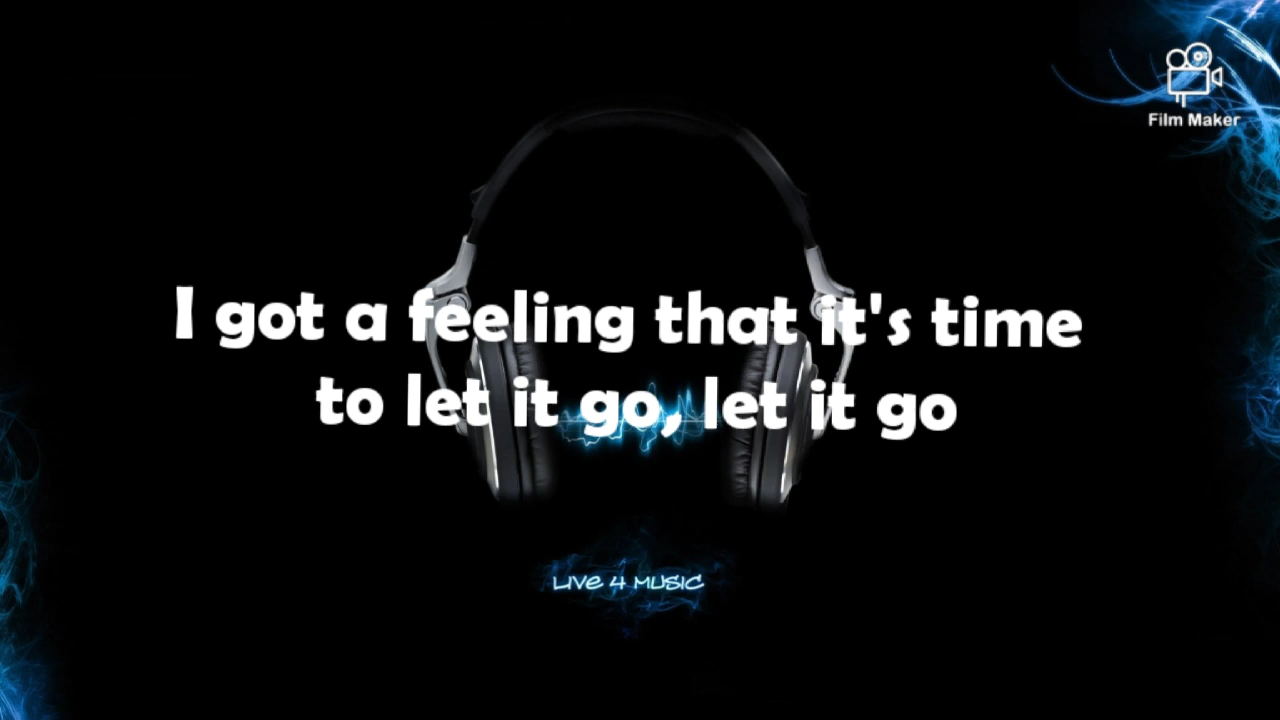 Film Maker
I got a feeling that it's time
to let it go, let it go
LIVE 4 MUSIC